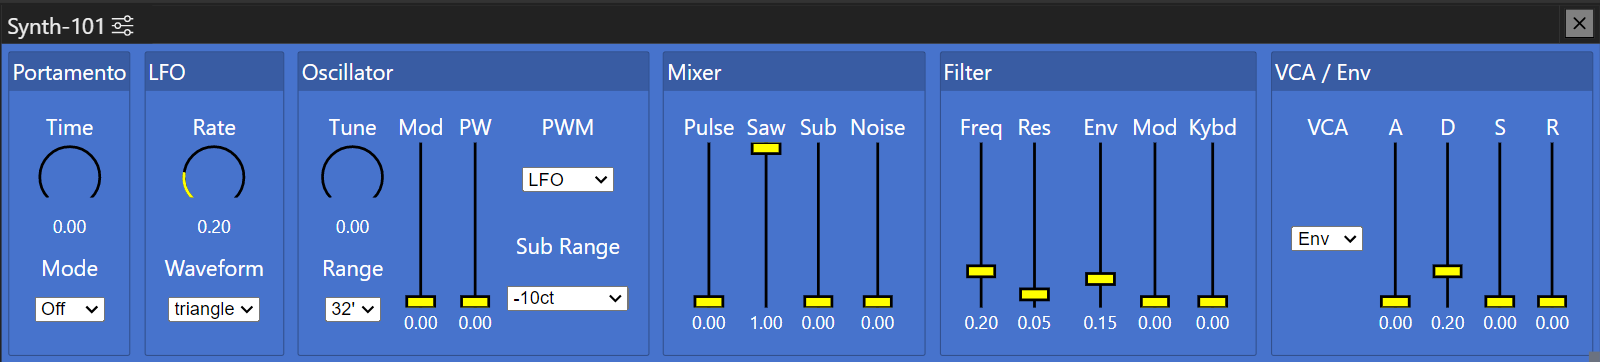 Synth-101
Portamento LFO Oscillator Mixer Filter VCA / Env
Time Rate Tune Mod PW PWM Pulse Saw Sub Noise Freq Res Env Mod Kybd VCA A D S R
LFO
0.00 0.20 0.00
Sub Range Env
Mode Waveform Range
-10ct
Off triangle 32'
0.00 0.00 0.00 1.00 0.00 0.00 0.20 0.05 0.15 0.00 0.00 0.00 0.20 0.00 0.00